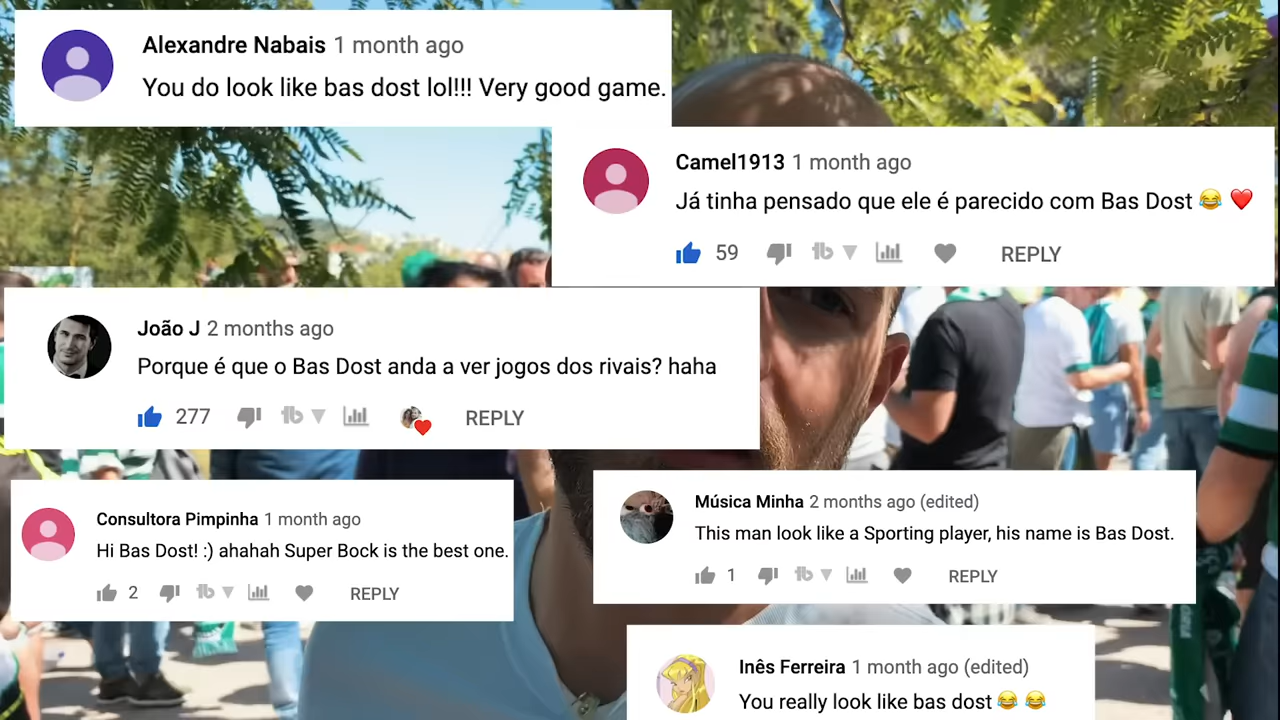 Alexandre Nabais 1 month ago
You do look like bas dost lol!!! Very good game.
Camel1913 1 month ago
Já tinha pensado que ele é parecido com Bas Dost 😂 ❤️
59 REPLY
João J 2 months ago
Porque é que o Bas Dost anda a ver jogos dos rivais? haha
277 REPLY
Consultora Pimpinha 1 month ago
Hi Bas Dost! :) ahahah Super Bock is the best one.
2 REPLY
Música Minha 2 months ago (edited)
This man look like a Sporting player, his name is Bas Dost.
1 REPLY
Inês Ferreira 1 month ago (edited)
You really look like bas dost 😂 😂